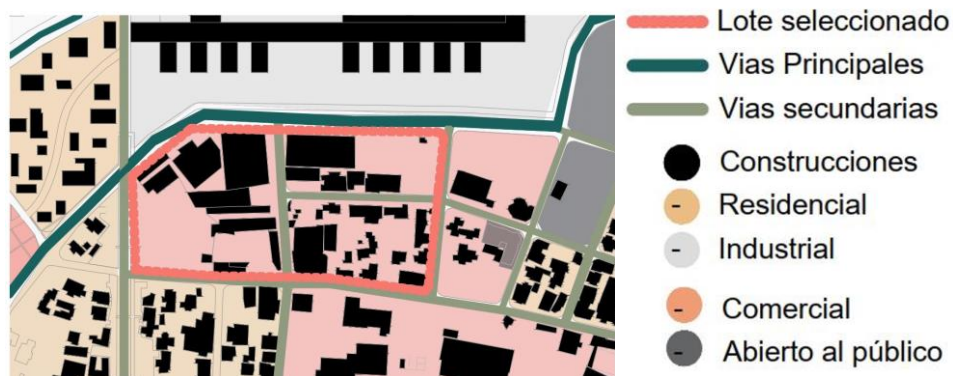 Lote seleccionado
Vias Principales
Vias secundarias
Construcciones
- Residencial
- Industrial
- Comercial
- Abierto al público